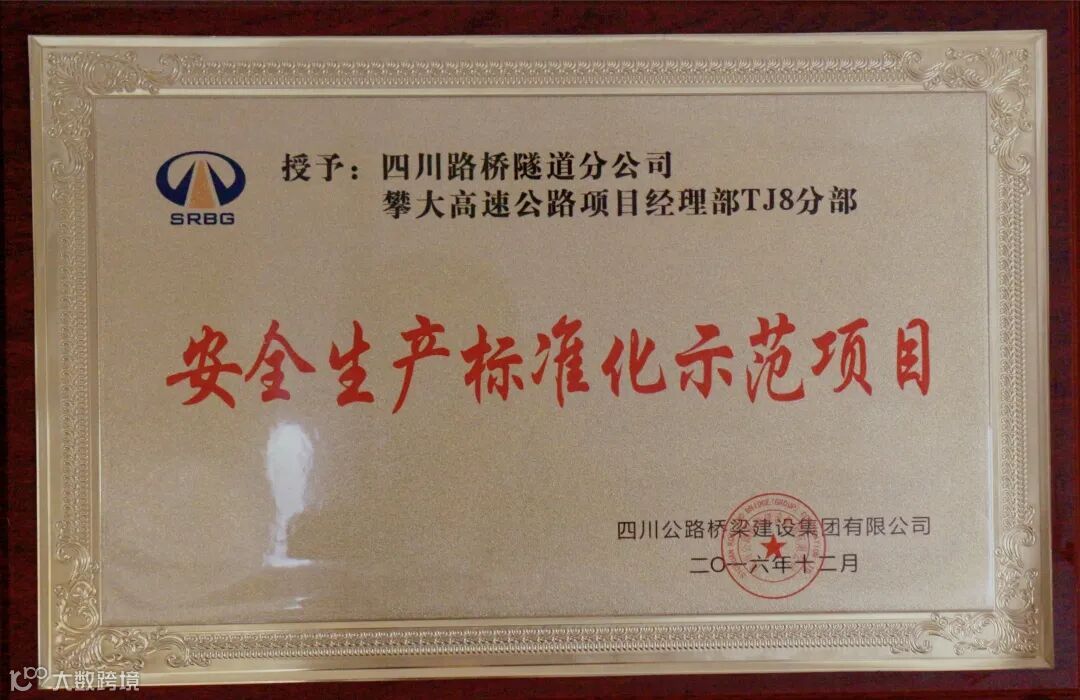 SRBG
授予：四川路桥隧道分公司
攀大高速公路项目经理部TJ8分部
安全生产标准化示范项目
四川公路桥梁建设集团有限公司
二〇一六年十二月
大数跨境